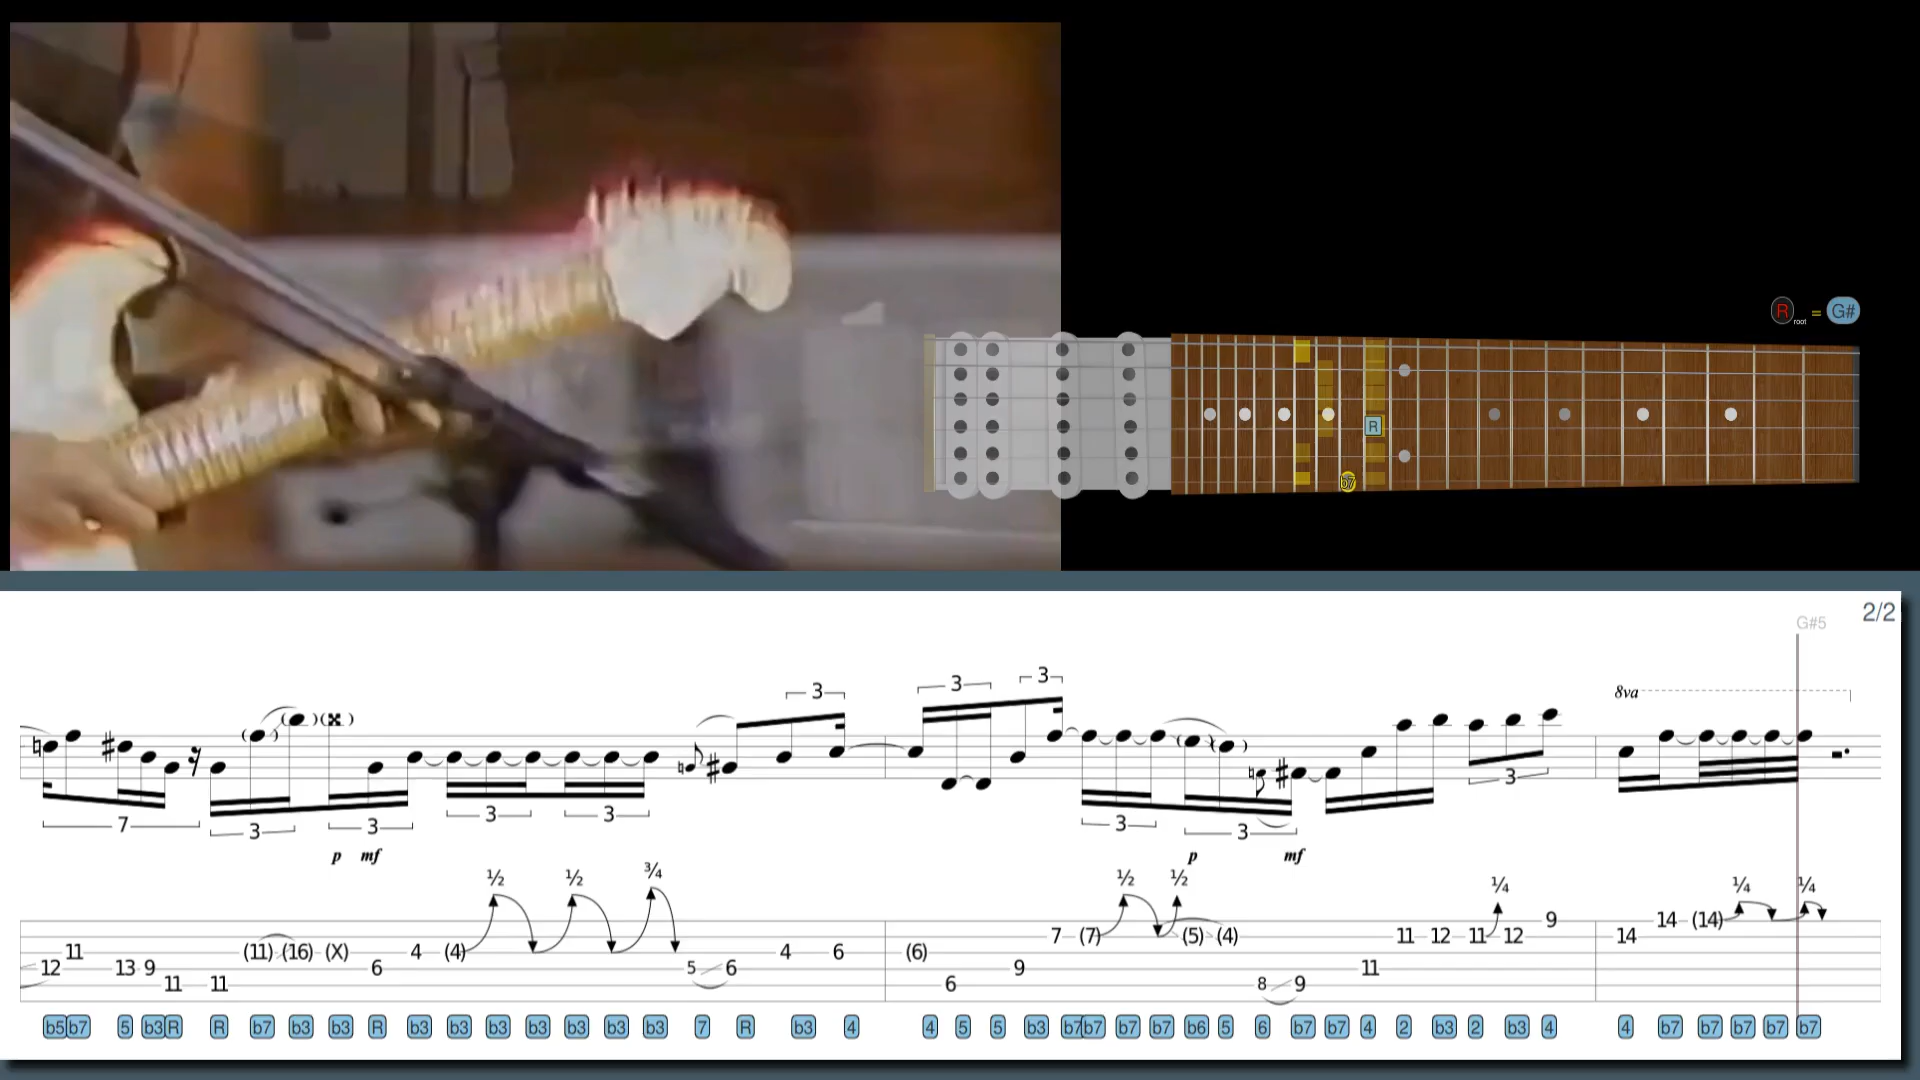 R root = G#
R
b7
2/2
G#5
3 3 3 8va
7 3 3 3 3 3 3 3
p mf p mf
½ ½ ¾ ½ ½ ¼ ¼ ¼
9 14 (14)
7 (7) (5) (4) 11 12 11 12 14
11 (11) (16) (X) 4 (4) 4 6 (6)
12 13 9 6 5 6 9 11
11 11 6 8 9
b5 b7 5 b3 R R b7 b3 b3 R b3 b3 b3 b3 b3 b3 b3 7 R b3 4 4 5 5 b3 b7 b7 b7 b7 b6 5 6 b7 b7 4 2 b3 2 b3 4 4 b7 b7 b7 b7 b7